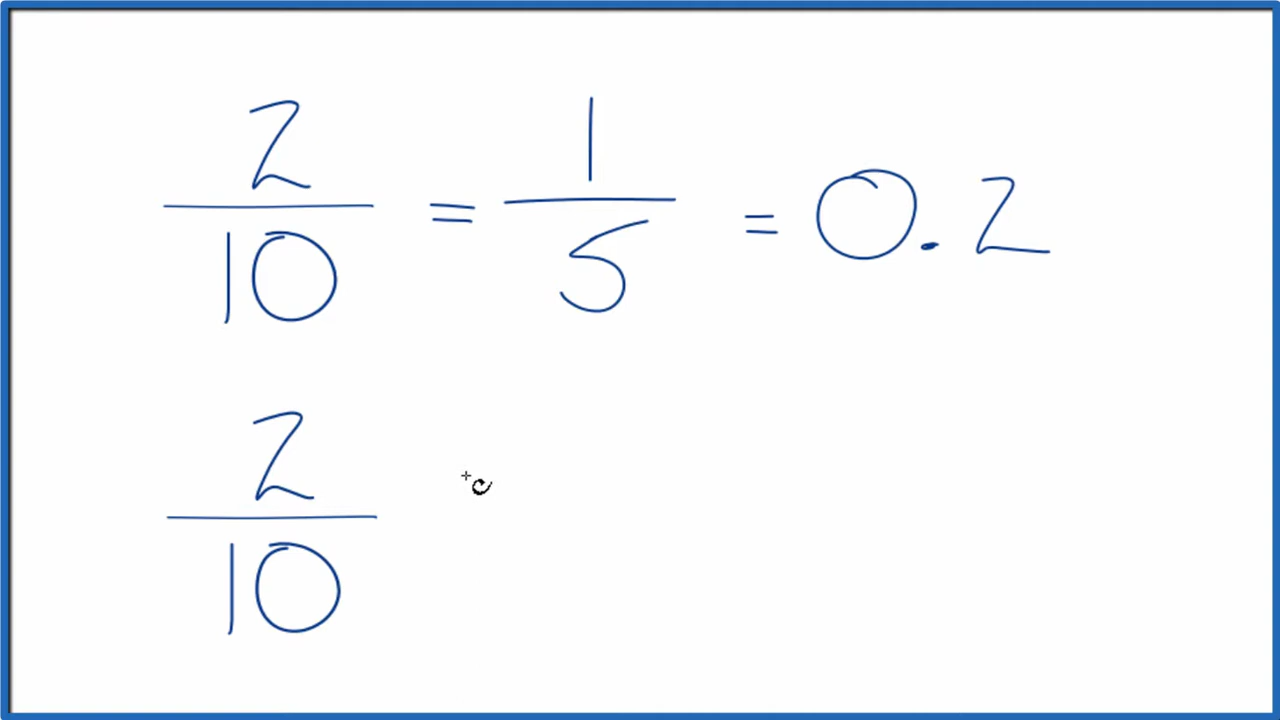 2/10 = 1/5 = 0.2
2/10